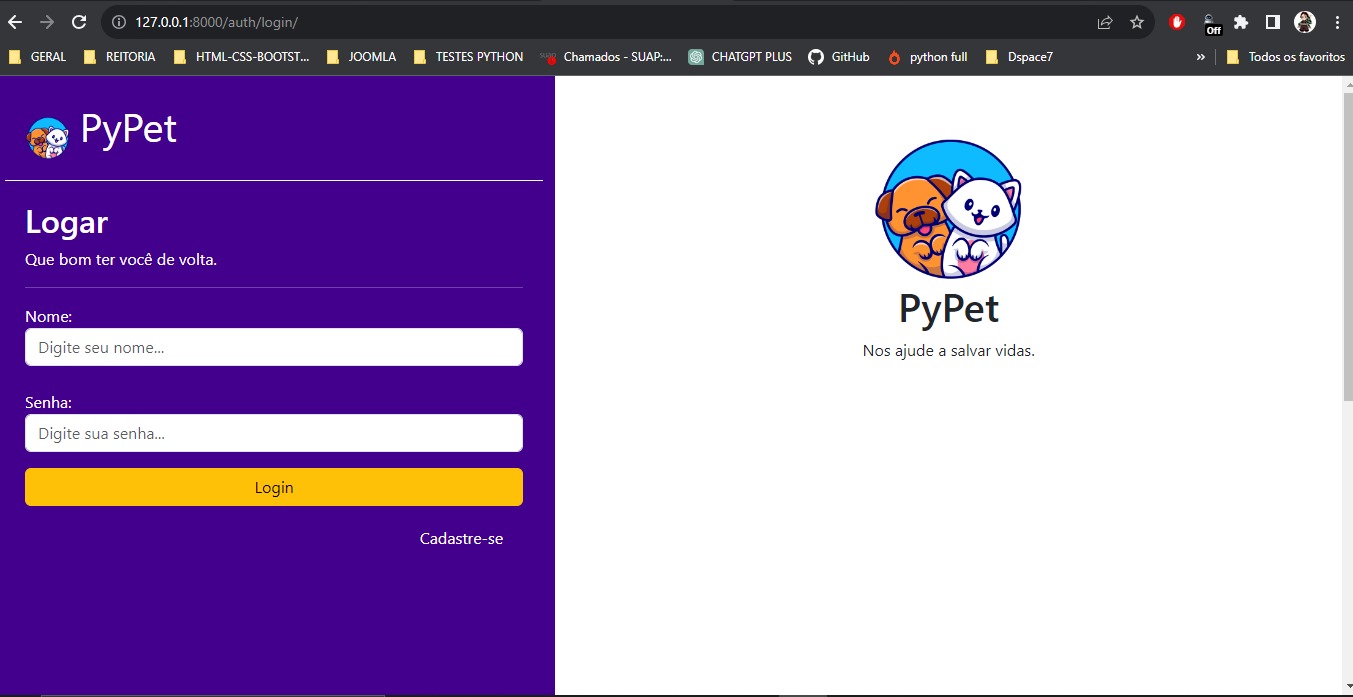 127.0.0.1:8000/auth/login/
Off
GERAL REITORIA HTML-CSS-BOOTST... JOOMLA TESTES PYTHON Chamados - SUAP:... CHATGPT PLUS GitHub python full Dspace7 » Todos os favoritos
PyPet
Logar
Que bom ter você de volta.
Nome:
Digite seu nome...
Senha:
Digite sua senha...
Login
Cadastre-se
PyPet
Nos ajude a salvar vidas.